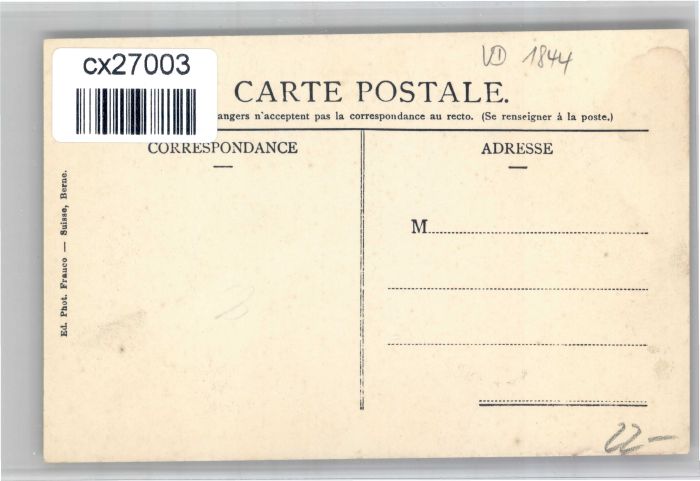 cx27003
VD 1844
CARTE POSTALE.
angers n'acceptent pas la correspondance au recto. (Se renseigner à la poste.)
CORRESPONDANCE
ADRESSE
M
Ed. Phot. Franco — Suisse, Berne.
22.-